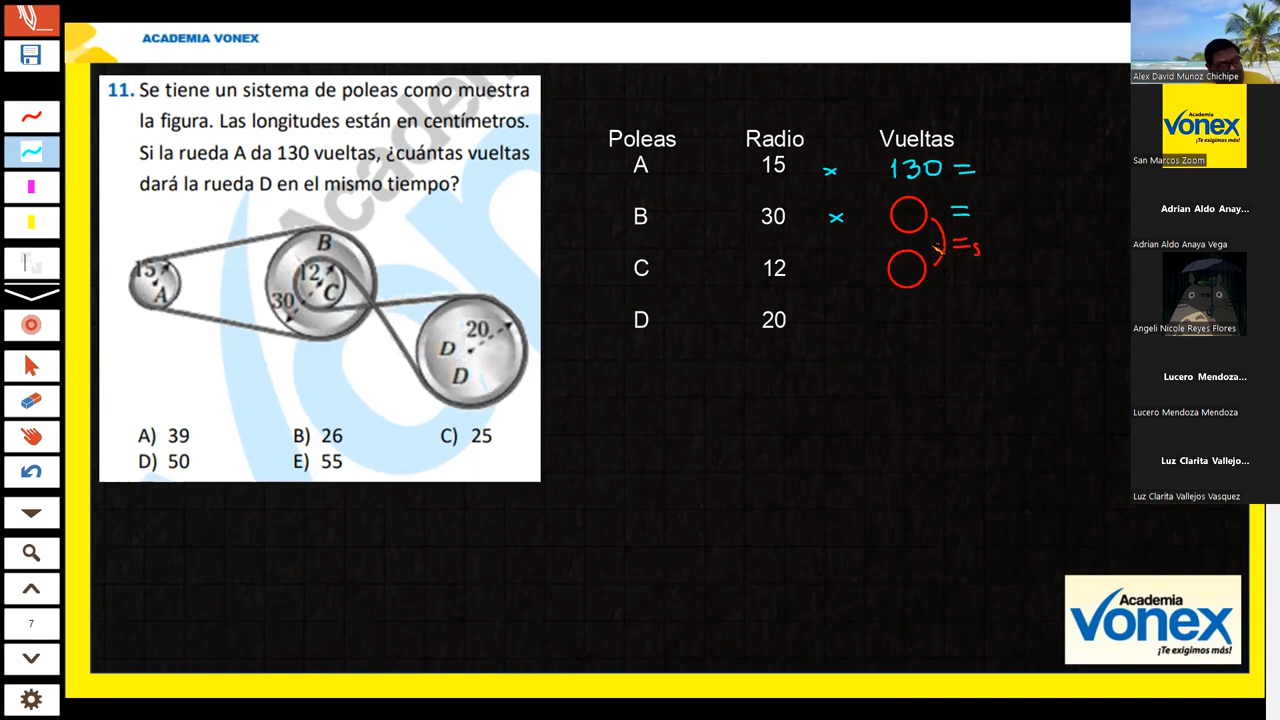 ACADEMIA VONEX
11. Se tiene un sistema de poleas como muestra
la figura. Las longitudes están en centímetros.
Si la rueda A da 130 vueltas, ¿cuántas vueltas
dará la rueda D en el mismo tiempo?
15
A
B
12
C
30
20
D
D
A) 39
B) 26
C) 25
D) 50
E) 55
Poleas Radio Vueltas
A 15 x 130 =
B 30 x =
=s
C 12
D 20
Alex David Munoz Chichipe
Academia
Vonex
¡Te exigimos más!
San Marcos Zoom
Adrian Aldo Anay...
Adrian Aldo Anaya Vega
Angeli Nicole Reyes Flores
Lucero Mendoza...
Lucero Mendoza Mendoza
Luz Clarita Vallejo...
Luz Clarita Vallejos Vasquez
7
Academia
Vonex
¡Te exigimos más!